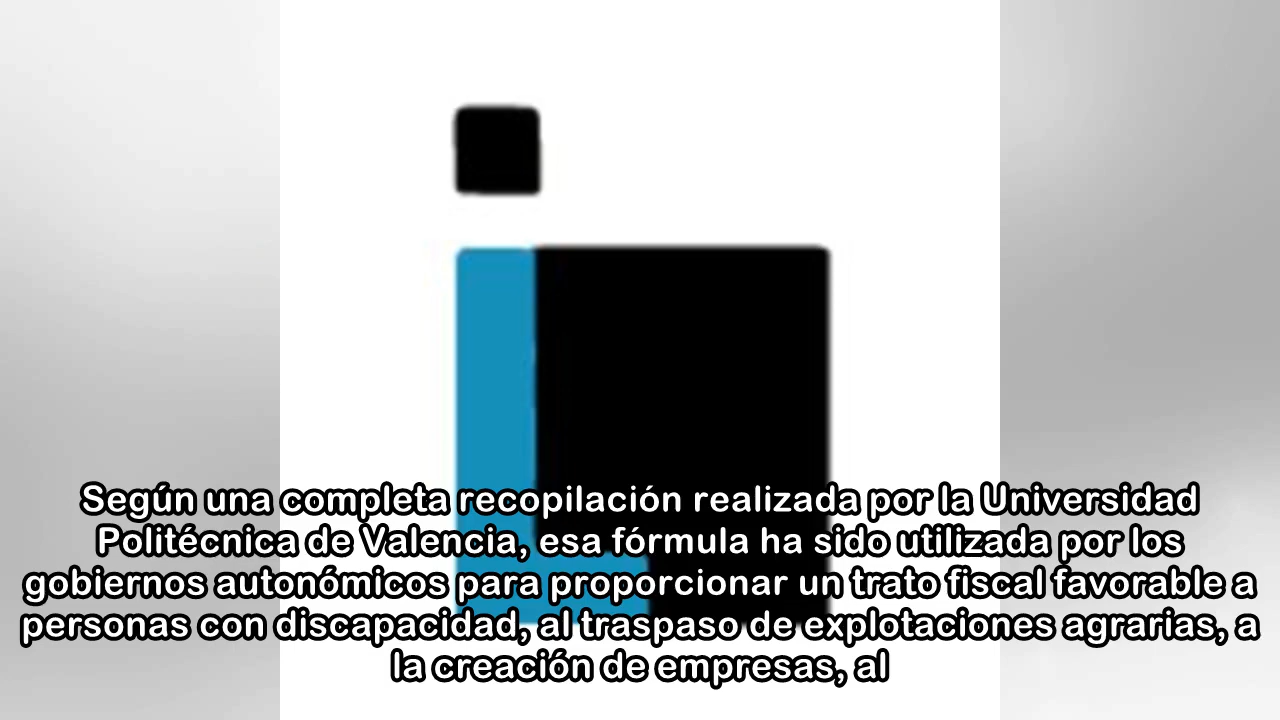 Según una completa recopilación realizada por la Universidad
Politécnica de Valencia, esa fórmula ha sido utilizada por los
gobiernos autonómicos para proporcionar un trato fiscal favorable a
personas con discapacidad, al traspaso de explotaciones agrarias, a
la creación de empresas, al